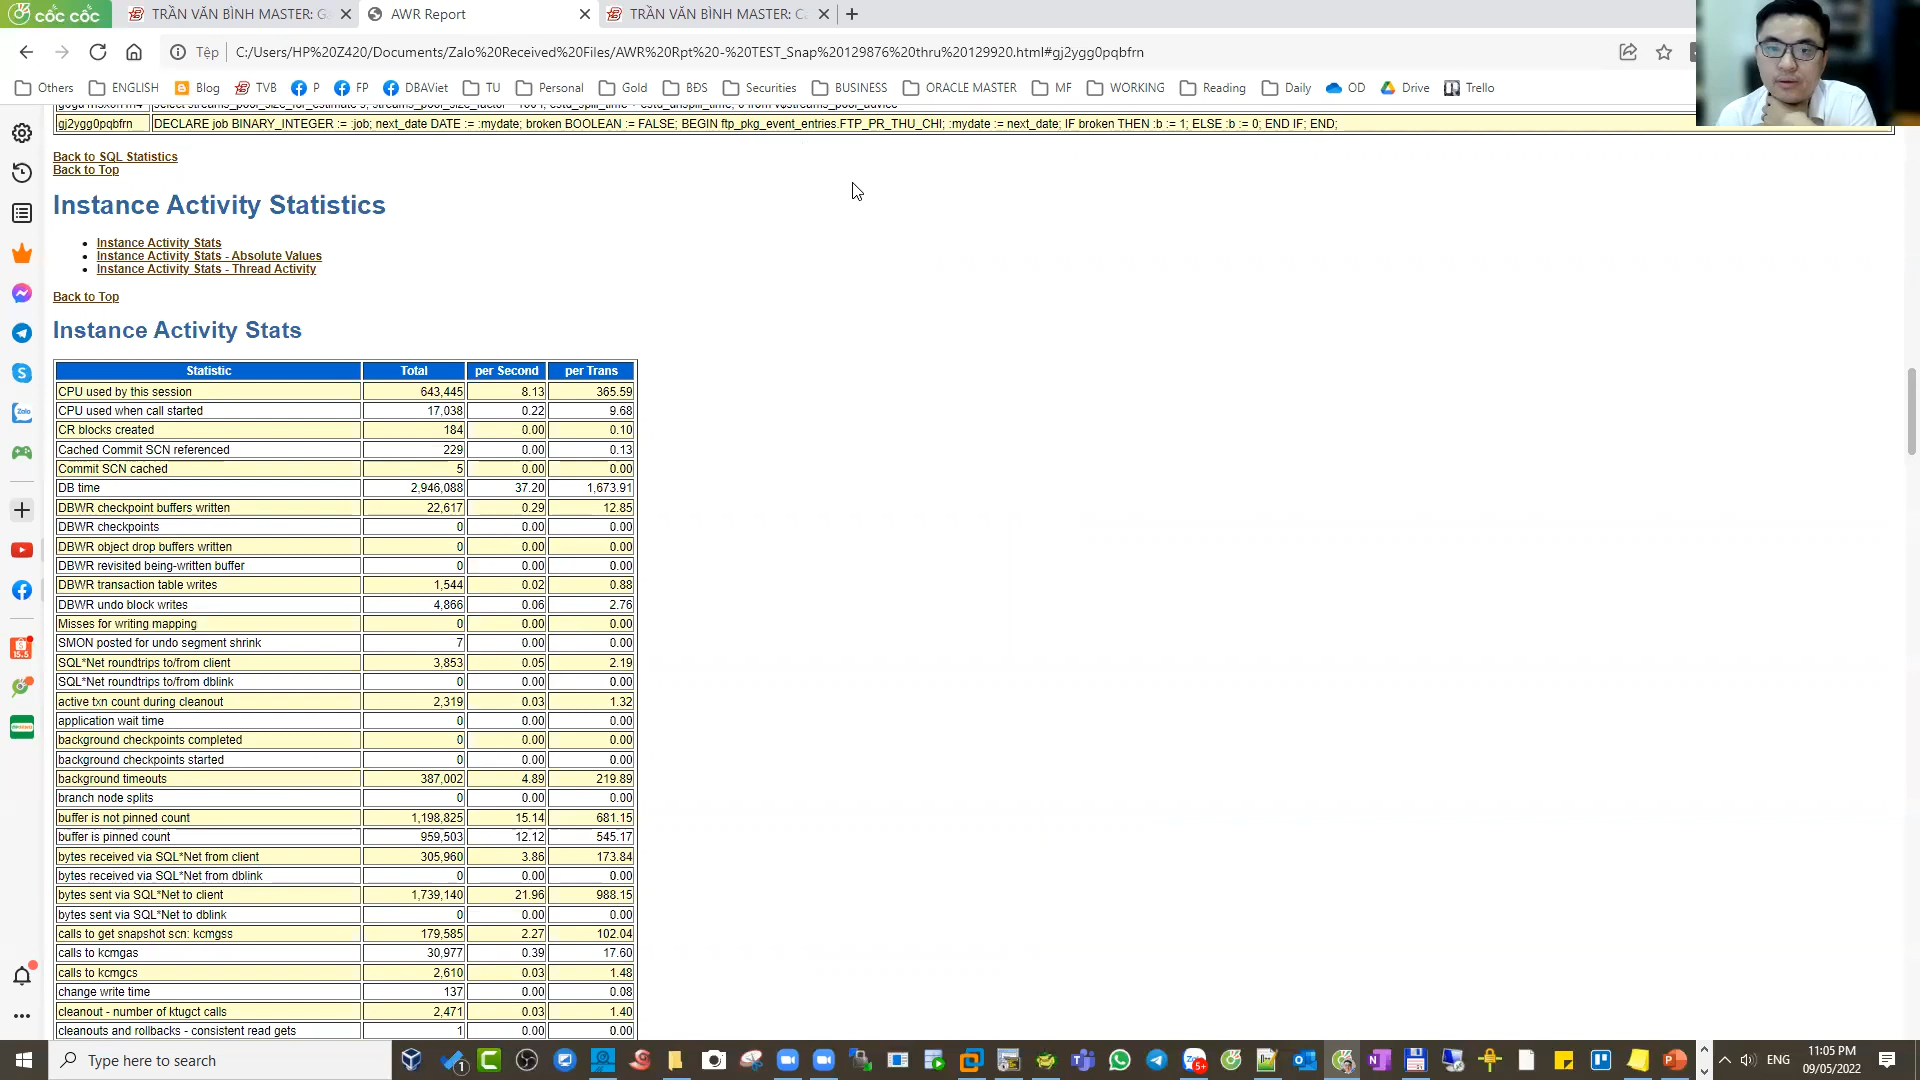 cốc cốc
TRẦN VĂN BÌNH MASTER: G
AWR Report
TRẦN VĂN BÌNH MASTER: C
Tệp
C:/Users/HP%20Z420/Documents/Zalo%20Received%20Files/AWR%20Rpt%20-%20TEST_Snap%20129876%20thru%20129920.html#gj2ygg0pqbfrn
Others ENGLISH Blog TVB P FP DBAViet TU Personal Gold BDS Securities BUSINESS ORACLE MASTER MF WORKING Reading Daily OD Drive Trello
gj2ygg0pqbfrn DECLARE job BINARY_INTEGER := :job; next_date DATE := :mydate; broken BOOLEAN := FALSE; BEGIN ftp_pkg_event_entries.FTP_PR_THU_CHI; :mydate := next_date; IF broken THEN :b := 1; ELSE :b := 0; END IF; END;
Back to SQL Statistics
Back to Top
Instance Activity Statistics
Instance Activity Stats
Instance Activity Stats - Absolute Values
Instance Activity Stats - Thread Activity
Back to Top
Instance Activity Stats
Statistic Total per Second per Trans
CPU used by this session 643,445 8.13 365.59
CPU used when call started 17,038 0.22 9.68
CR blocks created 184 0.00 0.10
Cached Commit SCN referenced 229 0.00 0.13
Commit SCN cached 5 0.00 0.00
DB time 2,946,088 37.20 1,673.91
DBWR checkpoint buffers written 22,617 0.29 12.85
DBWR checkpoints 0 0.00 0.00
DBWR object drop buffers written 0 0.00 0.00
DBWR revisited being-written buffer 0 0.00 0.00
DBWR transaction table writes 1,544 0.02 0.88
DBWR undo block writes 4,866 0.06 2.76
Misses for writing mapping 0 0.00 0.00
SMON posted for undo segment shrink 7 0.00 0.00
SQL*Net roundtrips to/from client 3,853 0.05 2.19
SQL*Net roundtrips to/from dblink 0 0.00 0.00
active txn count during cleanout 2,319 0.03 1.32
application wait time 0 0.00 0.00
background checkpoints completed 0 0.00 0.00
background checkpoints started 0 0.00 0.00
background timeouts 387,002 4.89 219.89
branch node splits 0 0.00 0.00
buffer is not pinned count 1,198,825 15.14 681.15
buffer is pinned count 959,503 12.12 545.17
bytes received via SQL*Net from client 305,960 3.86 173.84
bytes received via SQL*Net from dblink 0 0.00 0.00
bytes sent via SQL*Net to client 1,739,140 21.96 988.15
bytes sent via SQL*Net to dblink 0 0.00 0.00
calls to get snapshot scn: kcmgss 179,585 2.27 102.04
calls to kcmgas 30,977 0.39 17.60
calls to kcmgcs 2,610 0.03 1.48
change write time 137 0.00 0.08
cleanout - number of ktugct calls 2,471 0.03 1.40
cleanouts and rollbacks - consistent read gets 1 0.00 0.00
Type here to search
ENG
11:05 PM
09/05/2022